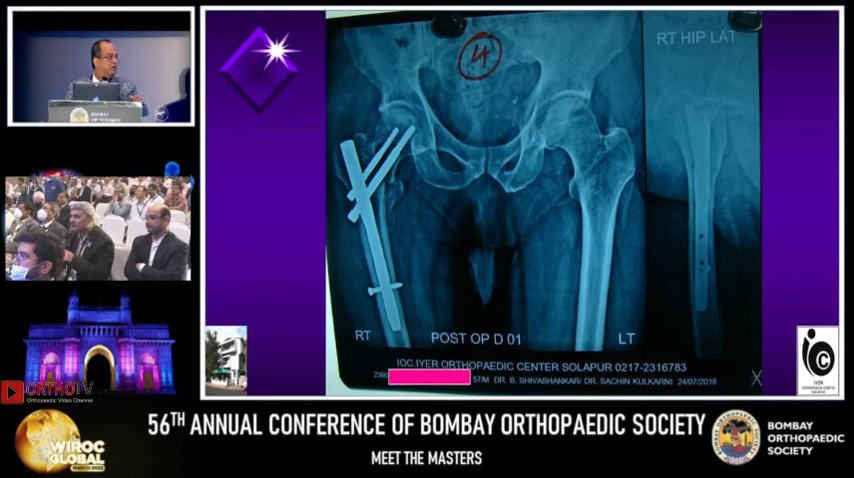 4
RT HIP LAT
RT
POST OP D 01
LT
IOC.IYER ORTHOPAEDIC CENTER SOLAPUR 0217-2316783
57/M DR. B. SHIVASHANKAR/ DR. SACHIN KULKARNI 24/07/2018
X
BOMBAY
IYER
ORTHOTV
Orthopaedic Video Channel
56TH ANNUAL CONFERENCE OF BOMBAY ORTHOPAEDIC SOCIETY
MEET THE MASTERS
WIROC
GLOBAL
MARCH 2022
BOMBAY
ORTHOPAEDIC
SOCIETY